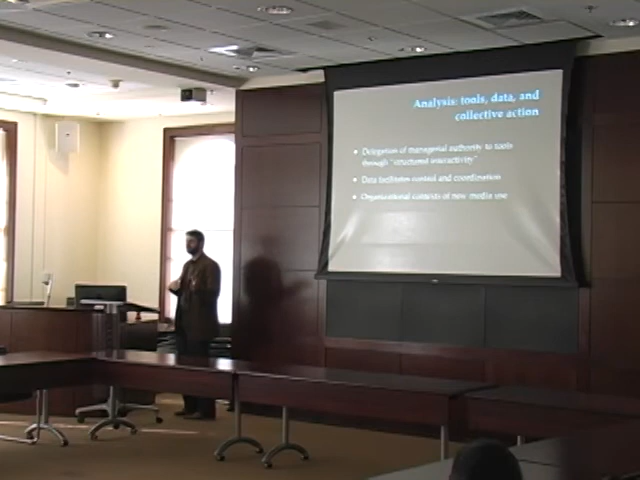 Analysis: tools, data, and
collective action
• Delegation of managerial authority to tools
through "structured interactivity"
• Data facilitates control and coordination
• Organizational contexts of new media use